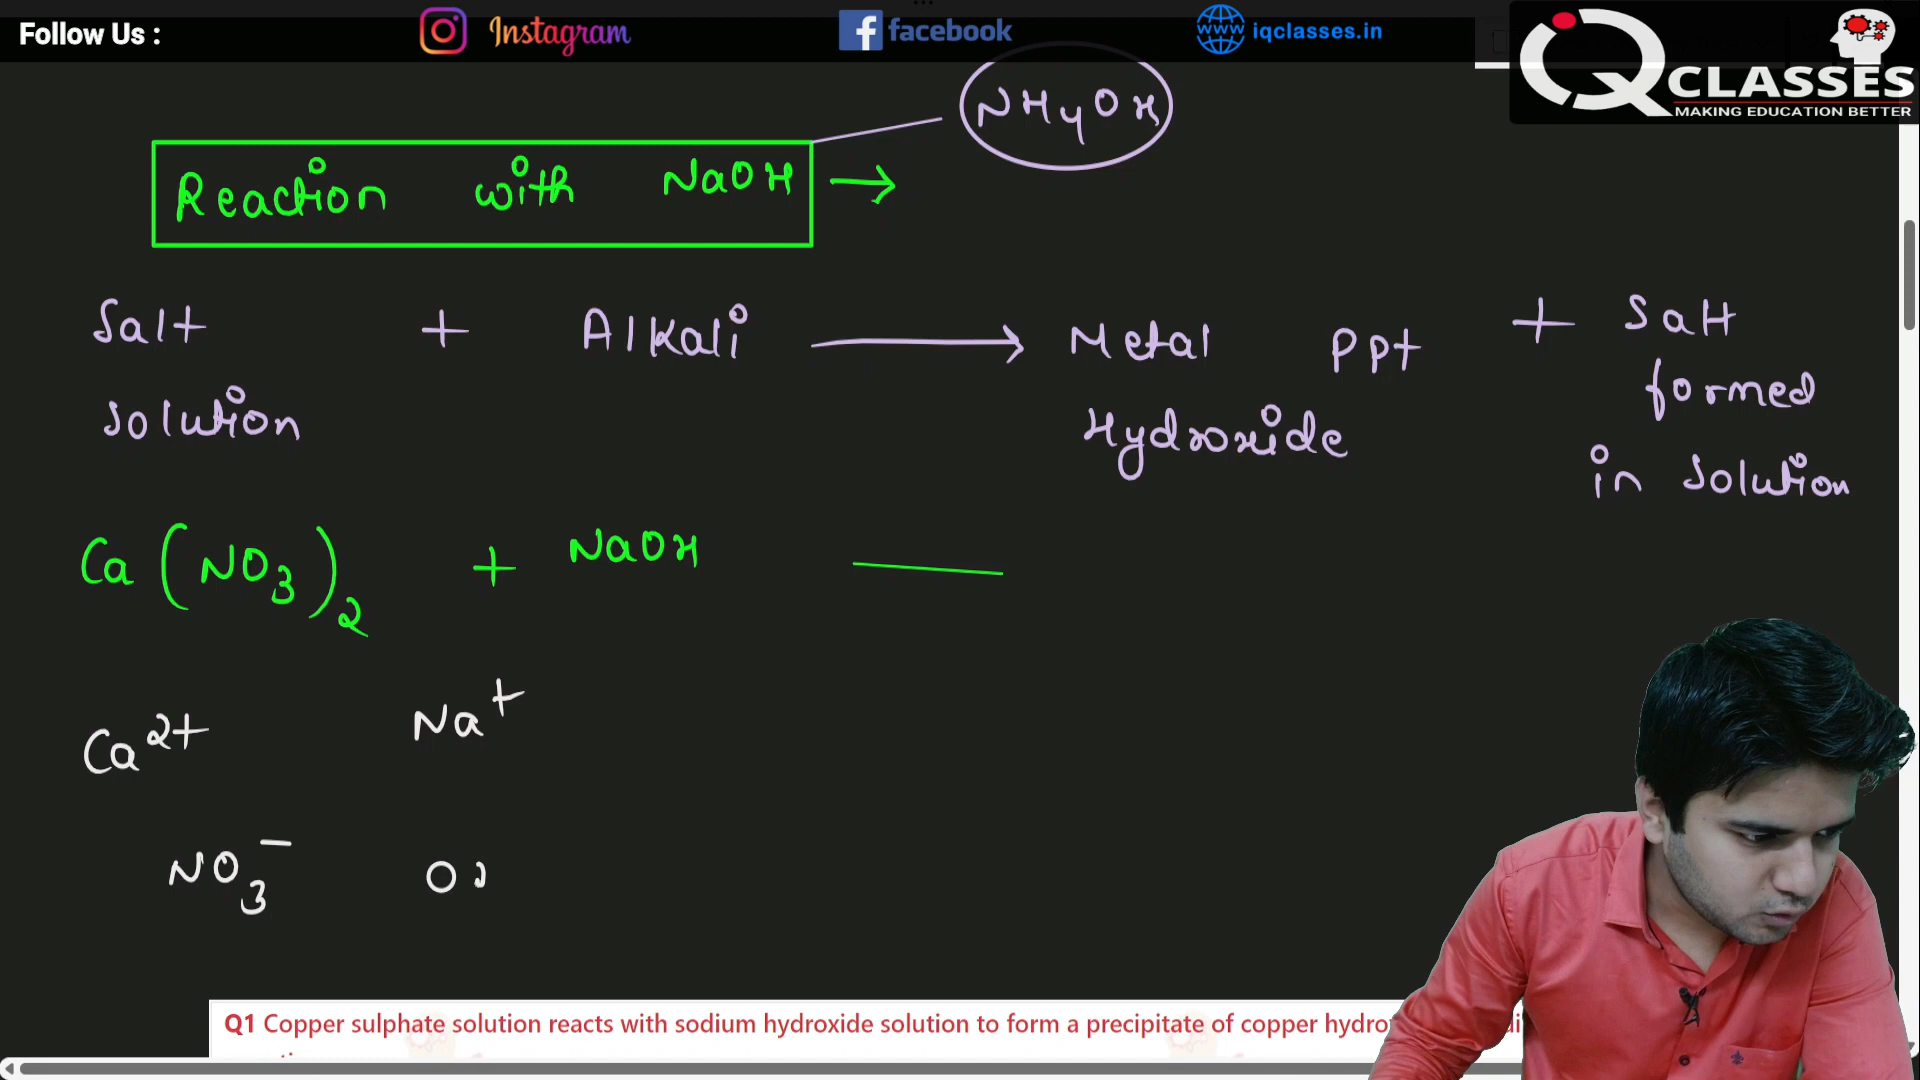 Follow Us : Instagram facebook www iqclasses.in
IQ CLASSES
MAKING EDUCATION BETTER
NH4OH
Reaction with NaOH →
Salt + Alkali → Metal ppt + Salt
solution Hydroxide formed
in solution
Ca(NO3)2 + NaOH
Ca2+ Na+
NO3- O
Q1 Copper sulphate solution reacts with sodium hydroxide solution to form a precipitate of copper